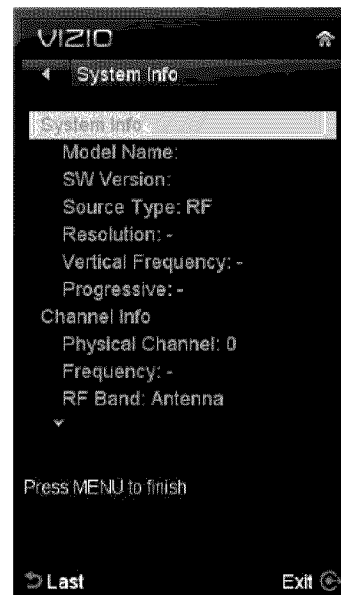 VIZIO
System Info
System Info
Model Name:
SW Version:
Source Type: RF
Resolution: -
Vertical Frequency: -
Progressive: -
Channel Info
Physical Channel: 0
Frequency: -
RF Band: Antenna
Press MENU to finish
Last Exit